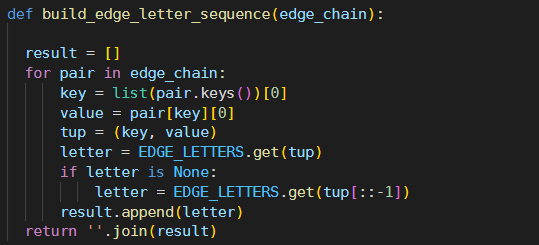 def build_edge_letter_sequence(edge_chain):
result = []
for pair in edge_chain:
key = list(pair.keys())[0]
value = pair[key][0]
tup = (key, value)
letter = EDGE_LETTERS.get(tup)
if letter is None:
letter = EDGE_LETTERS.get(tup[::-1])
result.append(letter)
return ''.join(result)